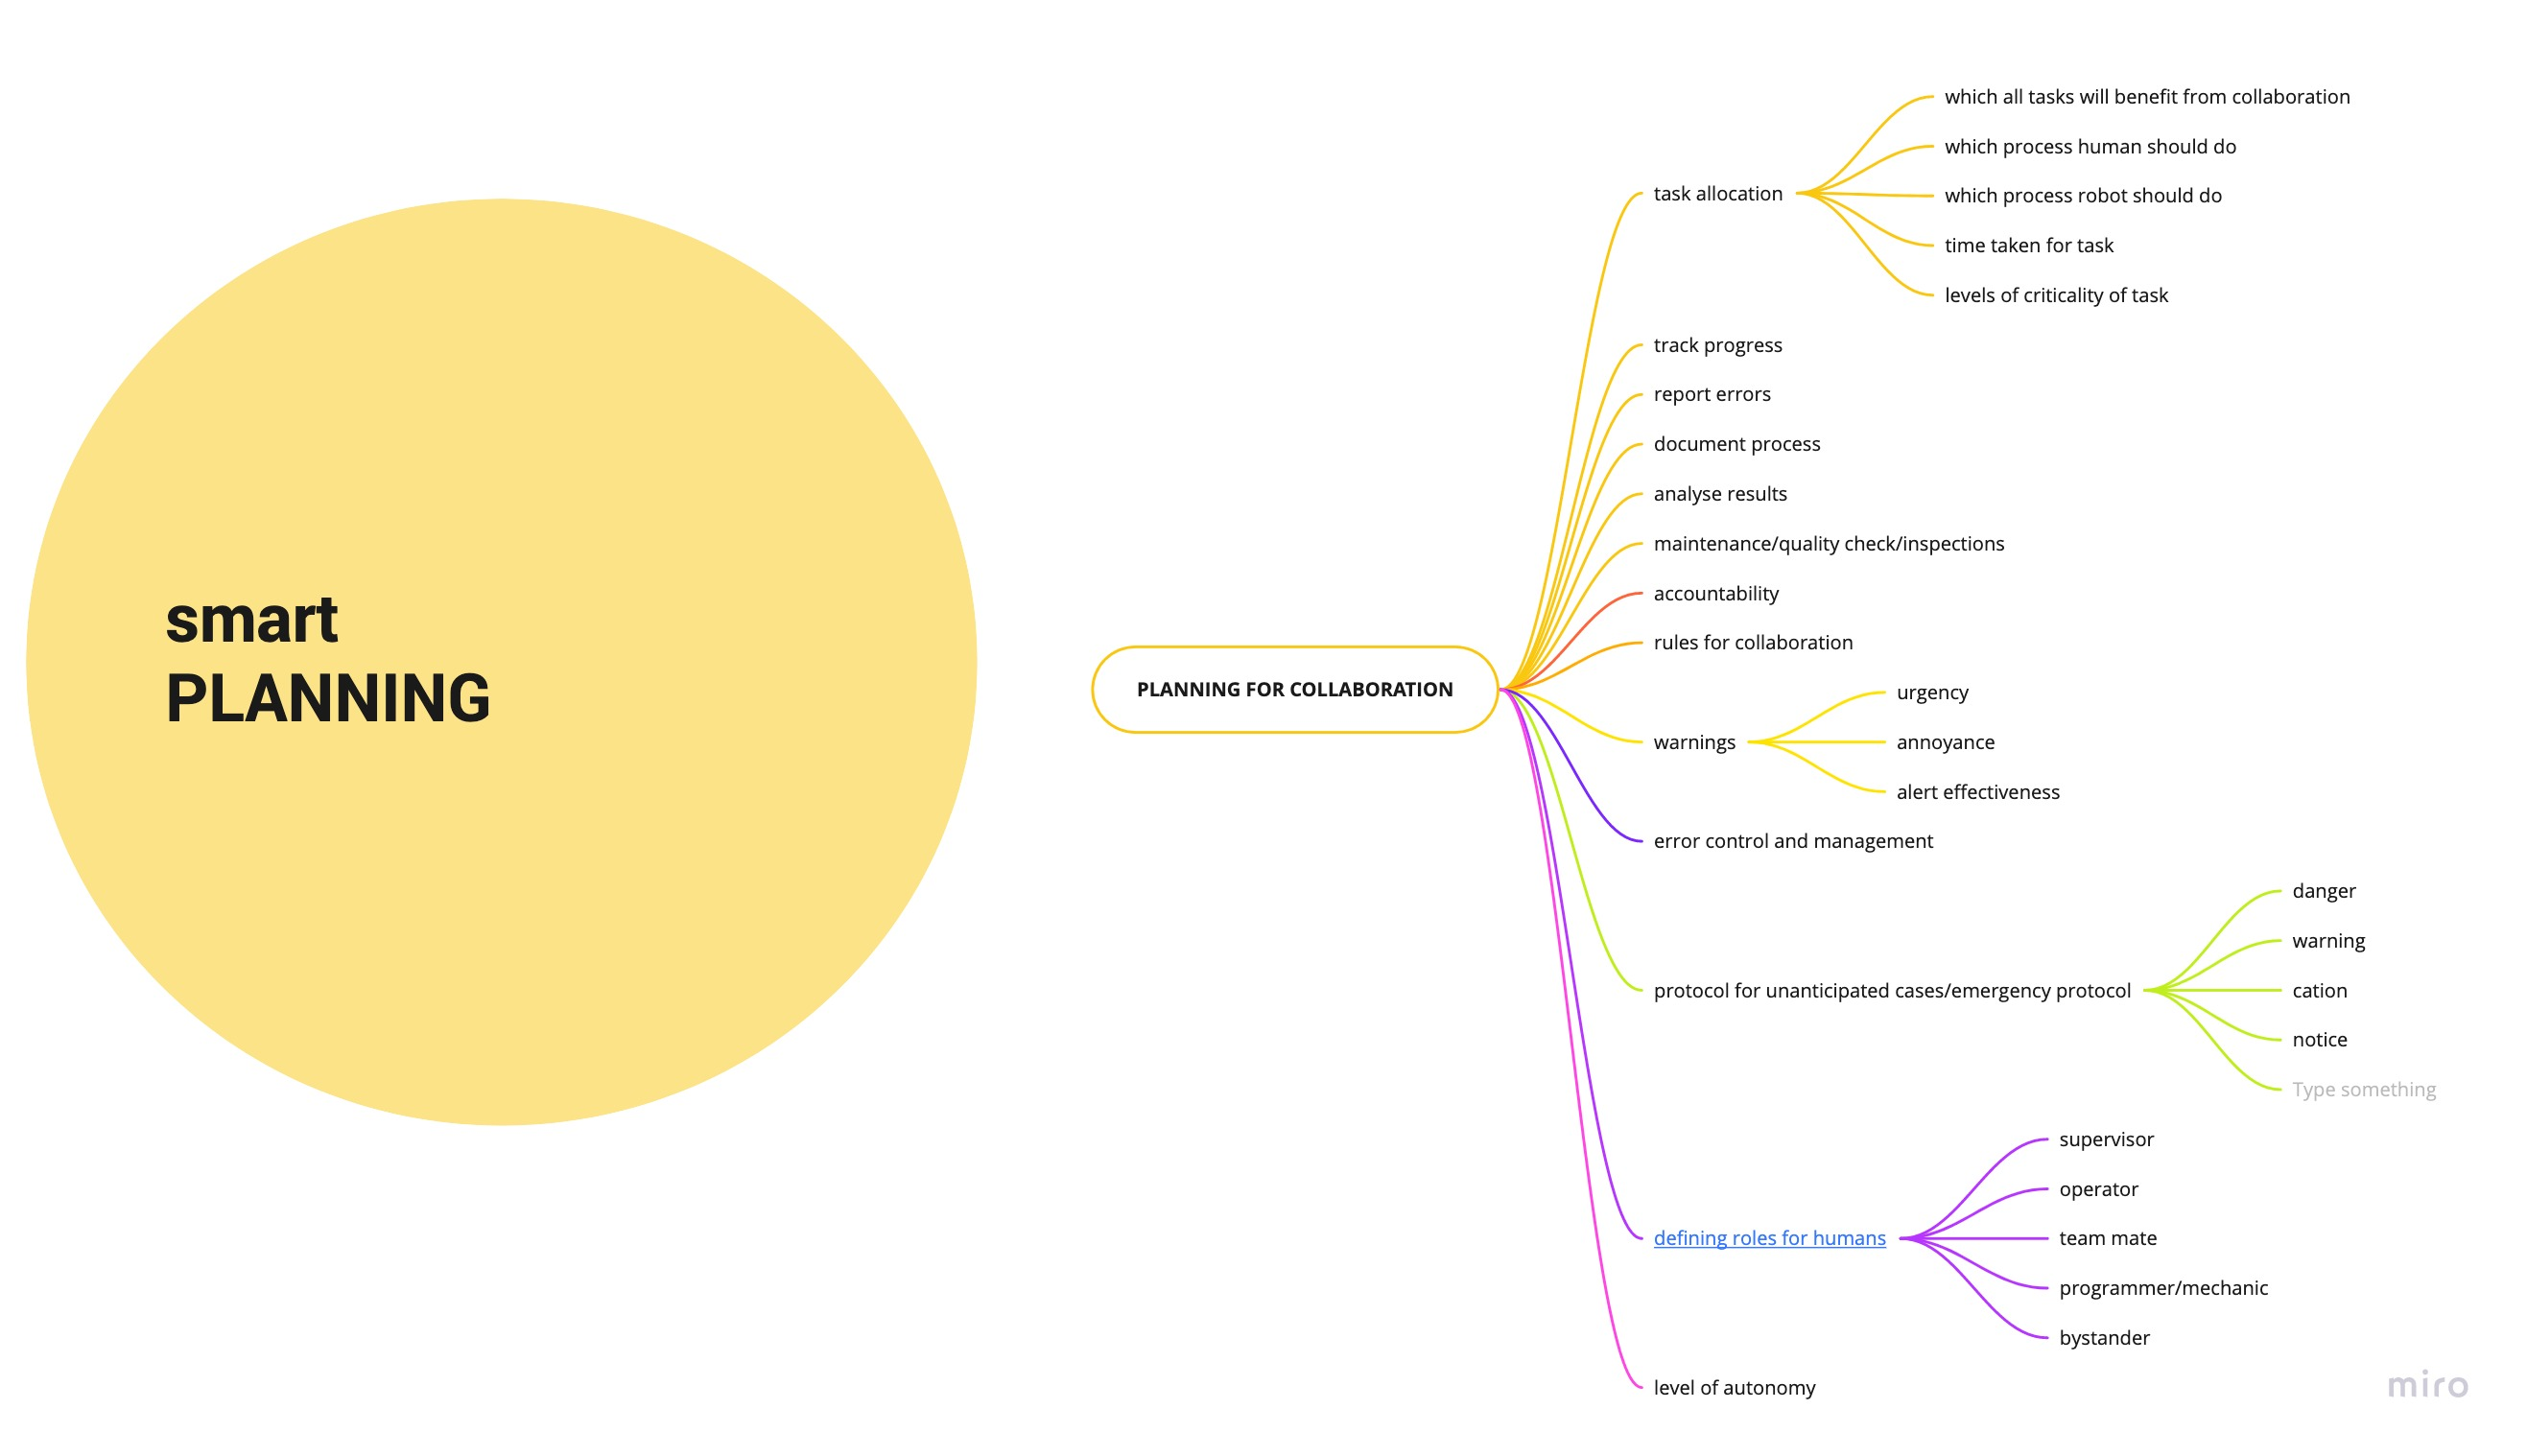 smart
PLANNING
PLANNING FOR COLLABORATION
task allocation
which all tasks will benefit from collaboration
which process human should do
which process robot should do
time taken for task
levels of criticality of task
track progress
report errors
document process
analyse results
maintenance/quality check/inspections
accountability
rules for collaboration
warnings
urgency
annoyance
alert effectiveness
error control and management
protocol for unanticipated cases/emergency protocol
danger
warning
cation
notice
Type something
defining roles for humans
supervisor
operator
team mate
programmer/mechanic
bystander
level of autonomy
miro